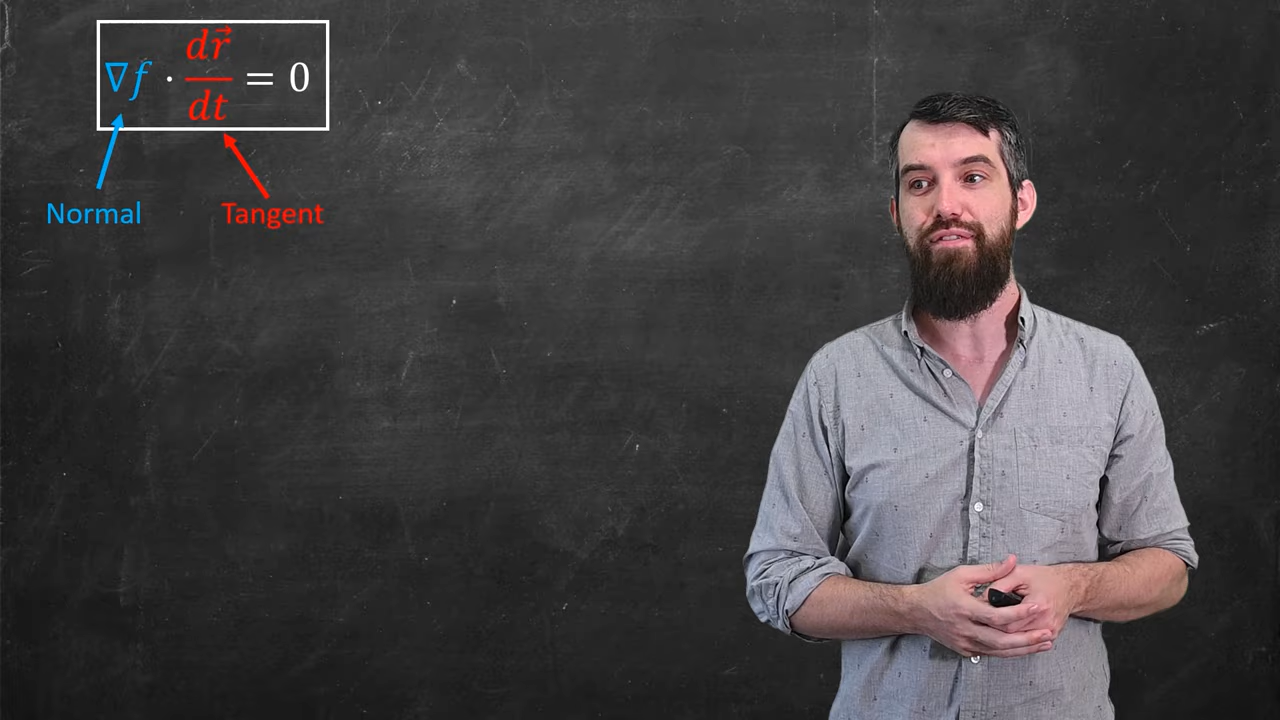 ∇f · dr⃗/dt = 0
Normal Tangent